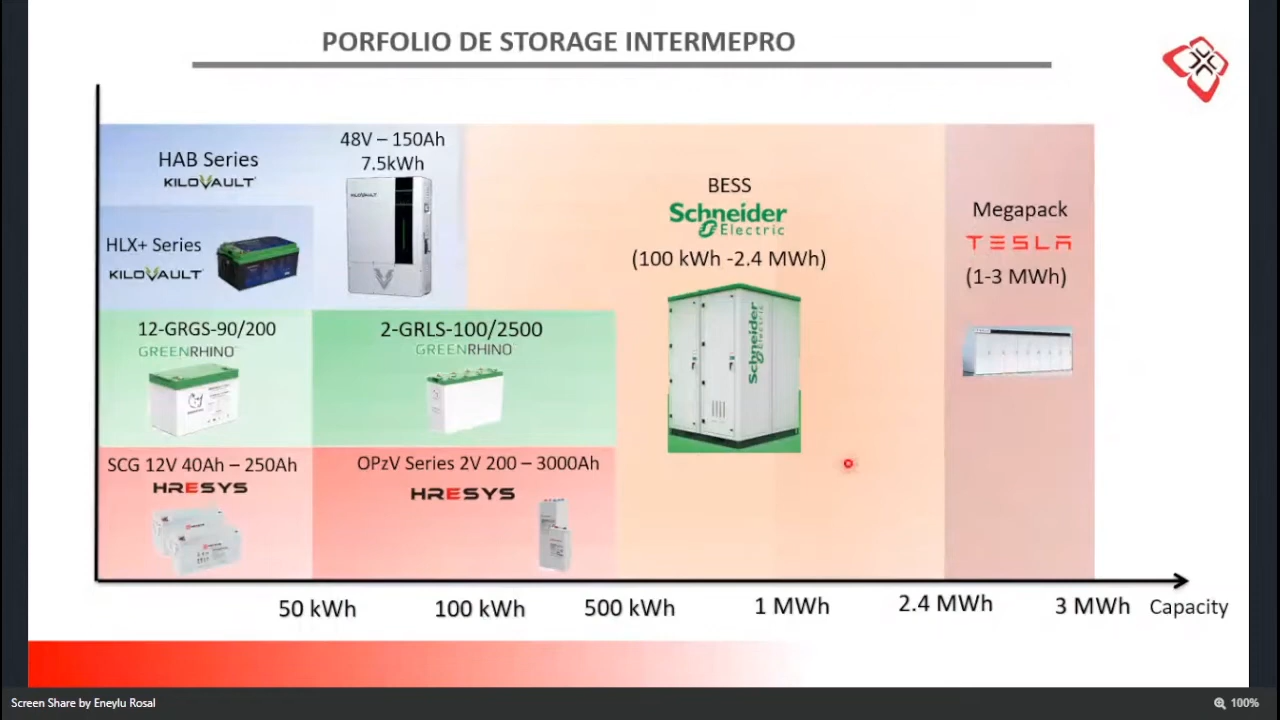 PORFOLIO DE STORAGE INTERMEPRO
HAB Series
KILOVAULT
48V – 150Ah
7.5kWh
KILOVAULT
HLX+ Series
KILOVAULT
BESS
Schneider
Electric
(100 kWh -2.4 MWh)
Schneider
Electric
Megapack
TESLA
(1-3 MWh)
12-GRGS-90/200
GREENRHINO
2-GRLS-100/2500
GREENRHINO
SCG 12V 40Ah – 250Ah
HRESYS
OPzV Series 2V 200 – 3000Ah
HRESYS
50 kWh
100 kWh
500 kWh
1 MWh
2.4 MWh
3 MWh
Capacity
Screen Share by Eneylu Rosal
100%